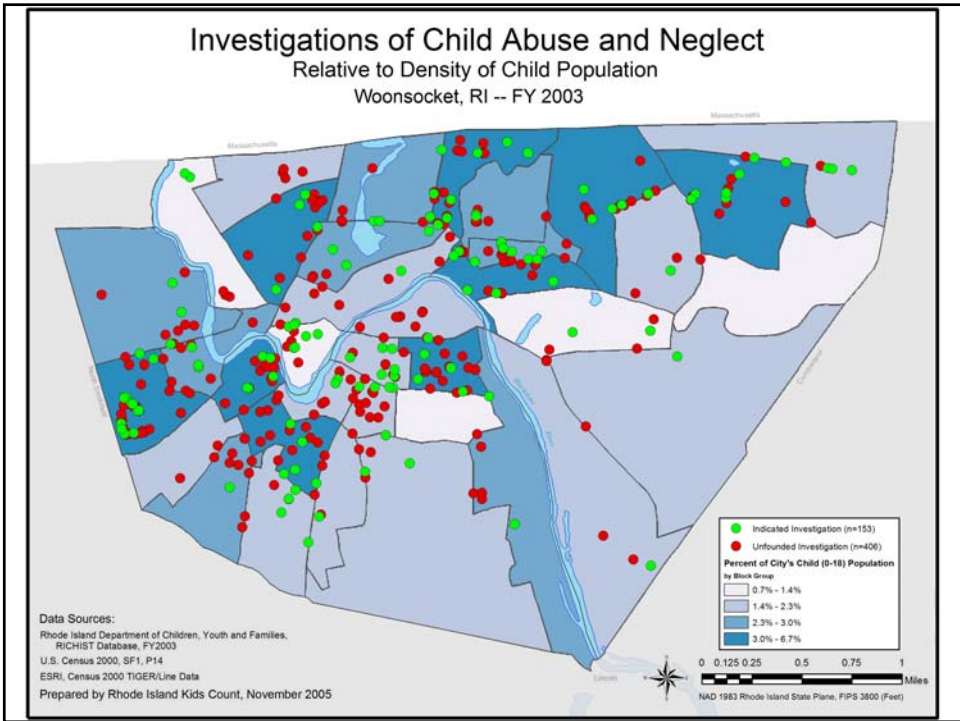 Investigations of Child Abuse and Neglect
Relative to Density of Child Population
Woonsocket, RI -- FY 2003
Massachusetts
Massachusetts
North Smithfield
Cumberland
Blackstone
River
Lincoln
Indicated Investigation (n=153)
Unfounded Investigation (n=406)
Percent of City's Child (0-18) Population
by Block Group
0.7% - 1.4%
1.4% - 2.3%
2.3% - 3.0%
3.0% - 6.7%
Data Sources:
Rhode Island Department of Children, Youth and Families,
RICHIST Database, FY2003
U.S. Census 2000, SF1, P14
ESRI, Census 2000 TIGER/Line Data
Prepared by Rhode Island Kids Count, November 2005
N
0 0.125 0.25 0.5 0.75 1
Miles
NAD 1983 Rhode Island State Plane, FIPS 3800 (Feet)